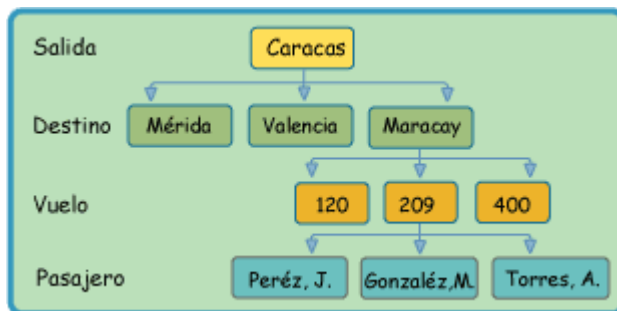 Salida Caracas
Destino Mérida Valencia Maracay
Vuelo 120 209 400
Pasajero Peréz, J. Gonzaléz,M. Torres, A.